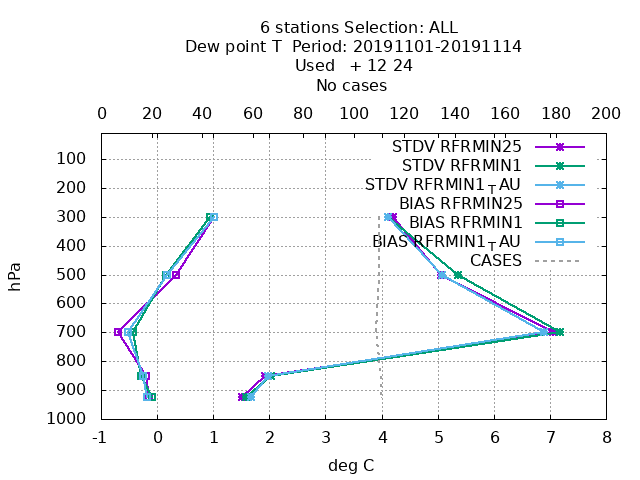 6 stations Selection: ALL
Dew point T  Period: 20191101-20191114
Used   + 12 24
No cases
0 20 40 60 80 100 120 140 160 180 200
STDV RFRMIN25
STDV RFRMIN1
STDV RFRMIN1TAU
BIAS RFRMIN25
BIAS RFRMIN1
BIAS RFRMIN1TAU
CASES
100
200
300
400
500
600
700
800
900
1000
hPa
-1 0 1 2 3 4 5 6 7 8
deg C